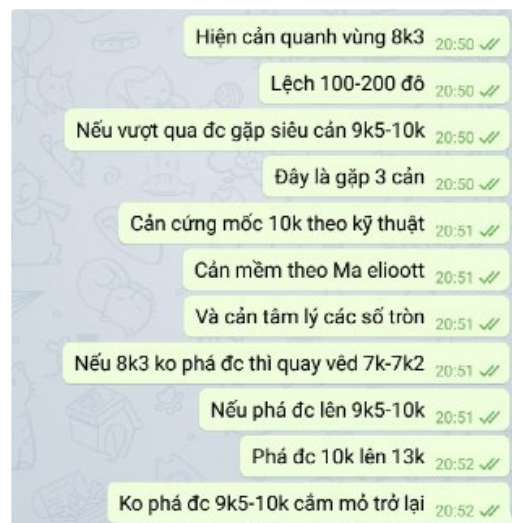 Hiện cản quanh vùng 8k3 20:50
Lệch 100-200 đô 20:50
Nếu vượt qua đc gặp siêu cản 9k5-10k 20:50
Đây là gặp 3 cản 20:50
Cản cứng mốc 10k theo kỹ thuật 20:51
Cản mềm theo Ma elioott 20:51
Và cản tâm lý các số tròn 20:51
Nếu 8k3 ko phá đc thì quay vêd 7k-7k2 20:51
Nếu phá đc lên 9k5-10k 20:51
Phá đc 10k lên 13k 20:52
Ko phá đc 9k5-10k cắm mỏ trở lại 20:52